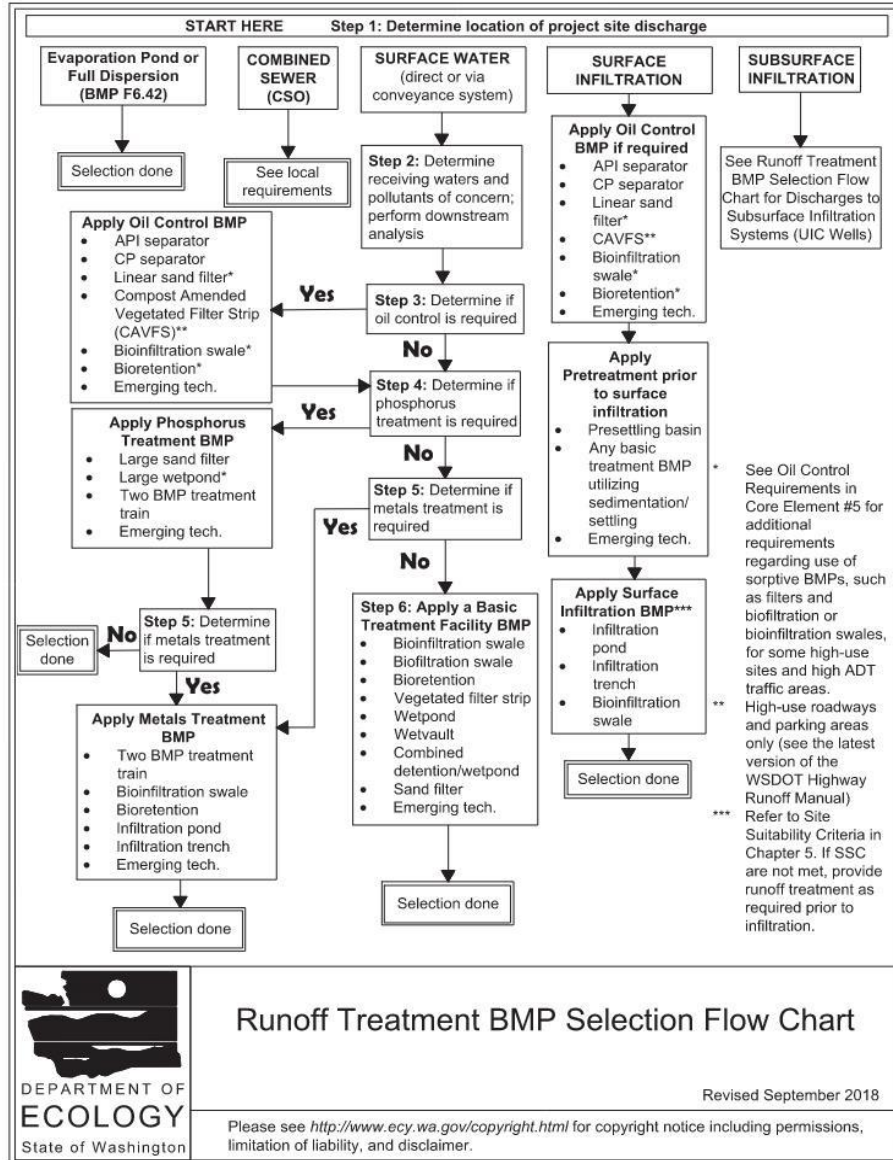 START HERE Step 1: Determine location of project site discharge
Evaporation Pond or
Full Dispersion
(BMP F6.42)
Selection done
COMBINED
SEWER
(CSO)
See local
requirements
SURFACE WATER
(direct or via
conveyance system)
Step 2: Determine
receiving waters and
pollutants of concern;
perform downstream
analysis
Step 3: Determine if
oil control is required
Yes
No
Apply Oil Control BMP
• API separator
• CP separator
• Linear sand filter*
• Compost Amended
Vegetated Filter Strip
(CAVFS)**
• Bioinfiltration swale*
• Bioretention*
• Emerging tech.
Step 4: Determine if
phosphorus
treatment is required
Yes
No
Apply Phosphorus
Treatment BMP
• Large sand filter
• Large wetpond*
• Two BMP treatment
train
• Emerging tech.
Step 5: Determine if
metals treatment is
required
Yes
No
Step 5: Determine
if metals treatment
is required
No
Selection
done
Yes
Apply Metals Treatment
BMP
• Two BMP treatment
train
• Bioinfiltration swale
• Bioretention
• Infiltration pond
• Infiltration trench
• Emerging tech.
Selection done
Step 6: Apply a Basic
Treatment Facility BMP
• Bioinfiltration swale
• Biofiltration swale
• Bioretention
• Vegetated filter strip
• Wetpond
• Wetvault
• Combined
detention/wetpond
• Sand filter
• Emerging tech.
Selection done
SURFACE
INFILTRATION
Apply Oil Control
BMP if required
• API separator
• CP separator
• Linear sand
filter*
• CAVFS**
• Bioinfiltration
swale*
• Bioretention*
• Emerging tech.
Apply
Pretreatment prior
to surface
infiltration
• Presettling basin
• Any basic
treatment BMP
utilizing
sedimentation/
settling
• Emerging tech.
Apply Surface
Infiltration BMP***
• Infiltration
pond
• Infiltration
trench
• Bioinfiltration
swale
Selection done
SUBSURFACE
INFILTRATION
See Runoff Treatment
BMP Selection Flow
Chart for Discharges to
Subsurface Infiltration
Systems (UIC Wells)
* See Oil Control
Requirements in
Core Element #5 for
additional
requirements
regarding use of
sorptive BMPs, such
as filters and
biofiltration or
bioinfiltration swales,
for some high-use
sites and high ADT
traffic areas.
** High-use roadways
and parking areas
only (see the latest
version of the
WSDOT Highway
Runoff Manual)
*** Refer to Site
Suitability Criteria in
Chapter 5. If SSC
are not met, provide
runoff treatment as
required prior to
infiltration.
DEPARTMENT OF
ECOLOGY
State of Washington
Runoff Treatment BMP Selection Flow Chart
Revised September 2018
Please see http://www.ecy.wa.gov/copyright.html for copyright notice including permissions,
limitation of liability, and disclaimer.